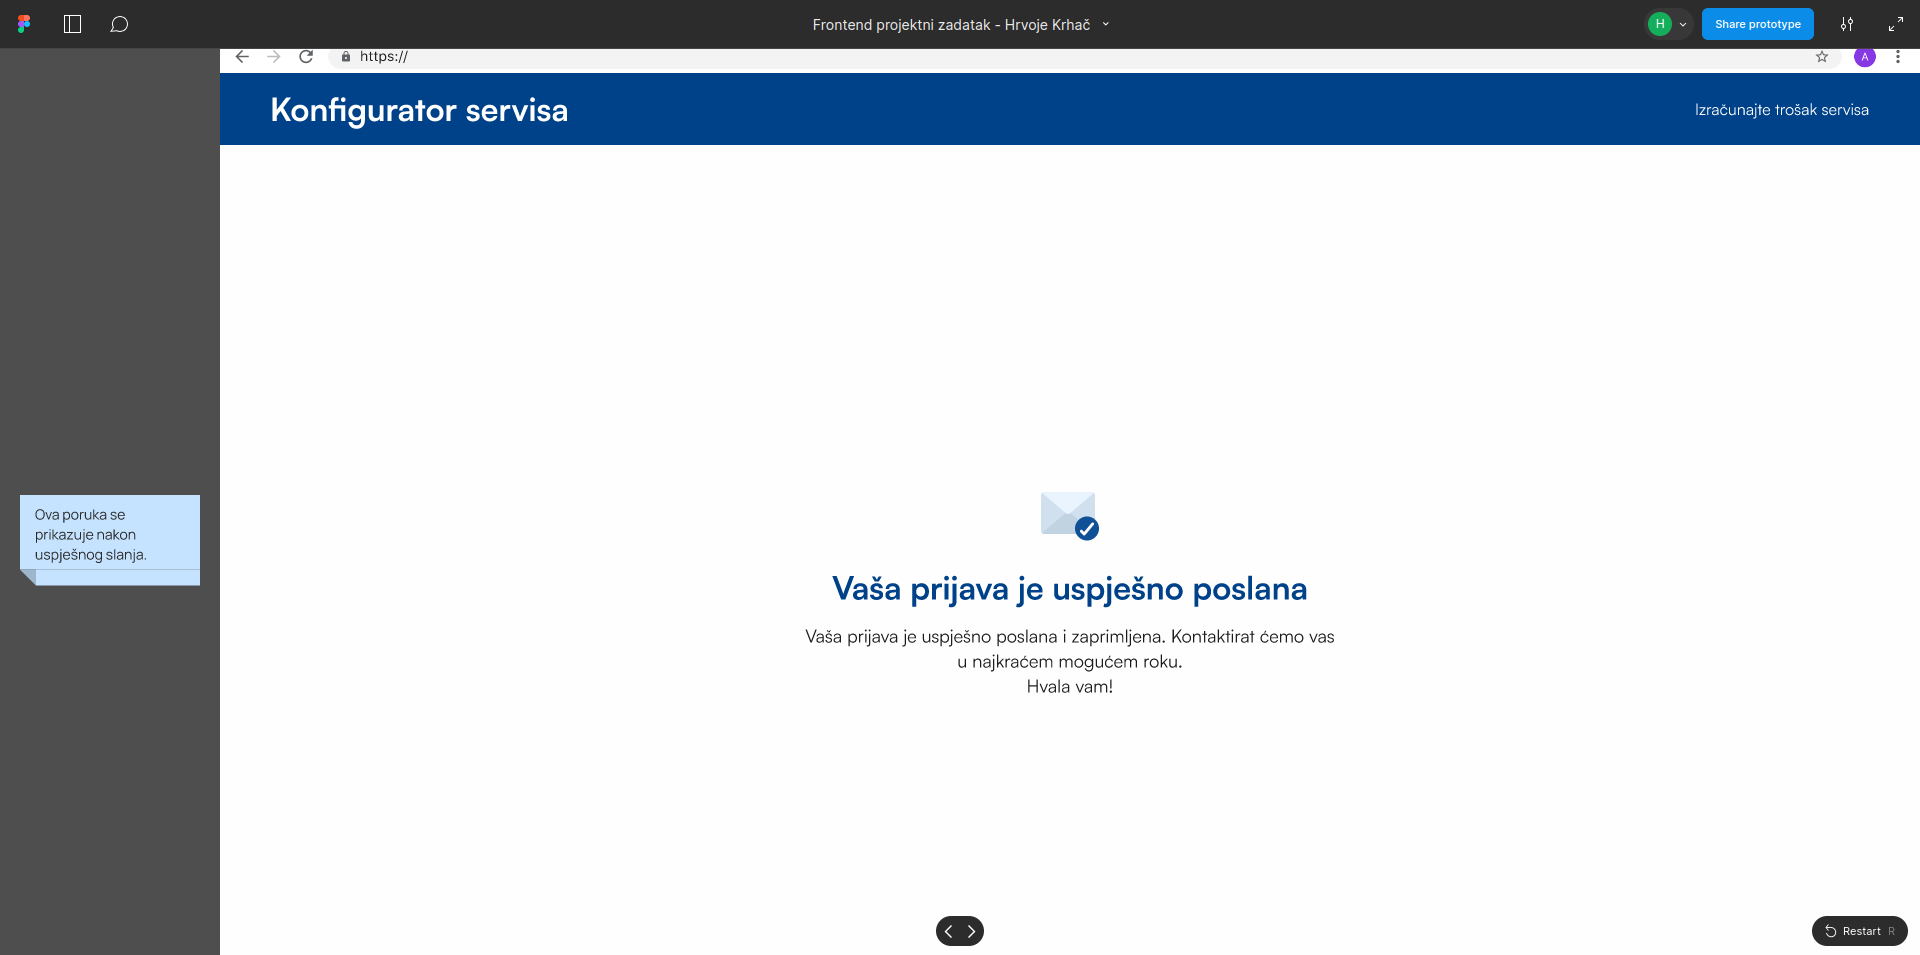 Frontend projektni zadatak - Hrvoje Krhač
H
Share prototype
https://
A
Konfigurator servisa
Izračunajte trošak servisa
Ova poruka se
prikazuje nakon
uspješnog slanja.
Vaša prijava je uspješno poslana
Vaša prijava je uspješno poslana i zaprimljena. Kontaktirat ćemo vas
u najkraćem mogućem roku.
Hvala vam!
Restart R